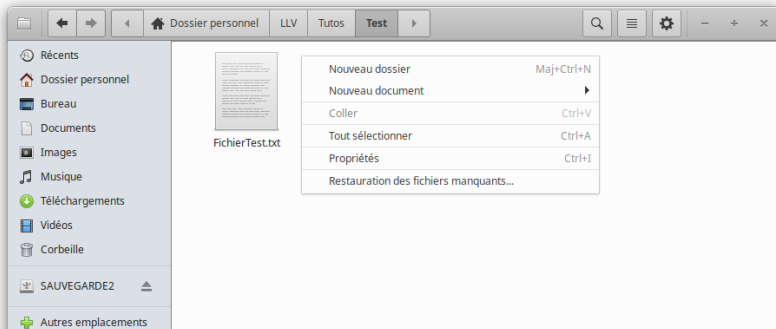 Dossier personnel LLV Tutos Test
Récents
Dossier personnel
Bureau
Documents
Images
Musique
Téléchargements
Vidéos
Corbeille
SAUVEGARDE2
Autres emplacements
FichierTest.txt
Nouveau dossier Maj+Ctrl+N
Nouveau document
Coller Ctrl+V
Tout sélectionner Ctrl+A
Propriétés Ctrl+I
Restauration des fichiers manquants...